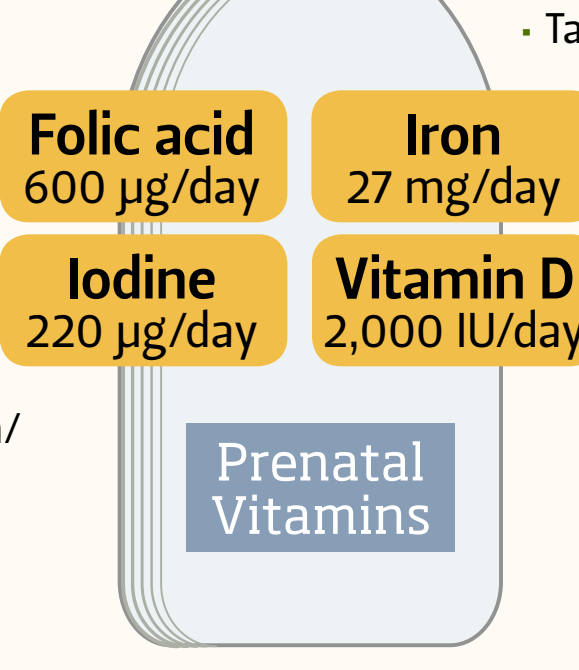 ▪ Ta
Folic acid
600 µg/day
Iron
27 mg/day
Iodine
220 µg/day
Vitamin D
2,000 IU/day
/
Prenatal
Vitamins